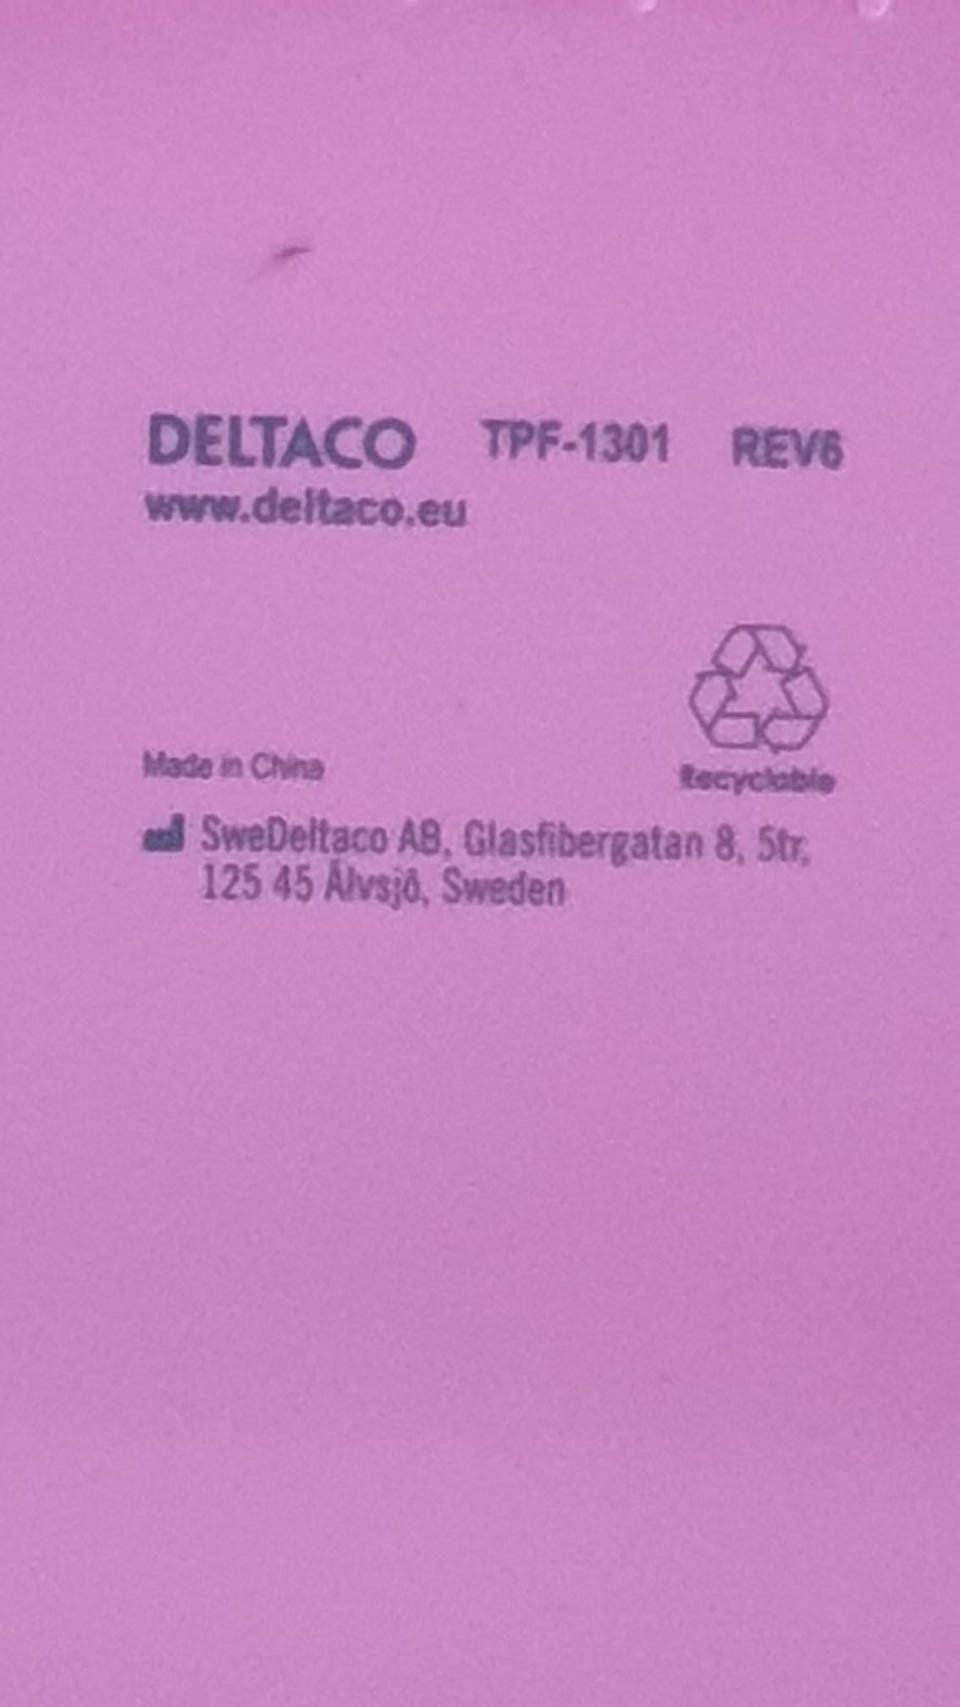 DELTACO TPF-1301 REV6
www.deltaco.eu
Made in China
Recyclable
SweDeltaco AB, Glasfibergatan 8, 5tr,
125 45 Älvsjö, Sweden